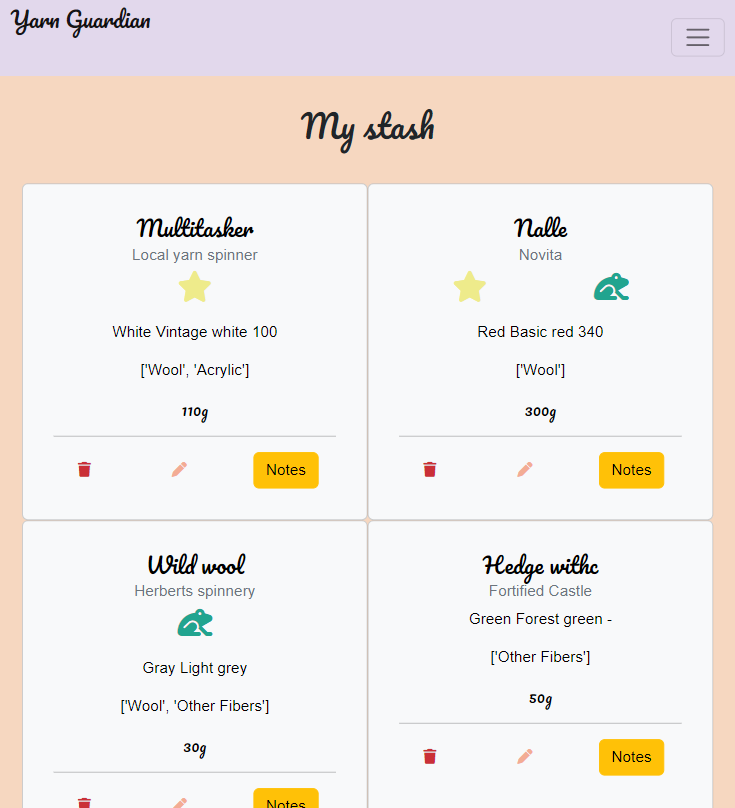 Yarn Guardian
My stash
Multitasker
Local yarn spinner
White Vintage white 100
['Wool', 'Acrylic']
110g
Notes
Nalle
Novita
Red Basic red 340
['Wool']
300g
Notes
Wild wool
Herberts spinnery
Gray Light grey
['Wool', 'Other Fibers']
30g
Notes
Hedge withc
Fortified Castle
Green Forest green -
['Other Fibers']
50g
Notes